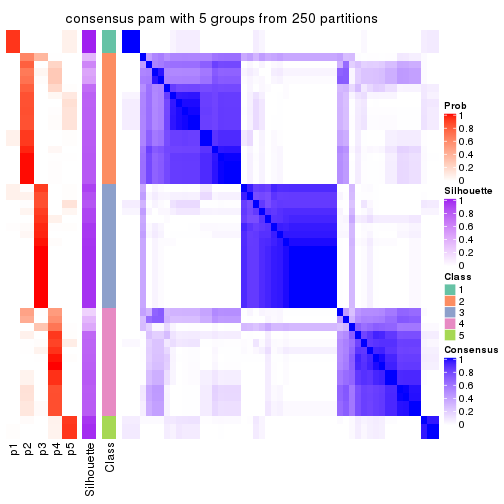 consensus pam with 5 groups from 250 partitions
Prob
1
0.8
0.6
0.4
0.2
0
Silhouette
1
0.8
0.6
0.4
0.2
0
Class
1
2
3
4
5
Consensus
1
0.8
0.6
0.4
0.2
0
p1
p2
p3
p4
p5
Silhouette
Class